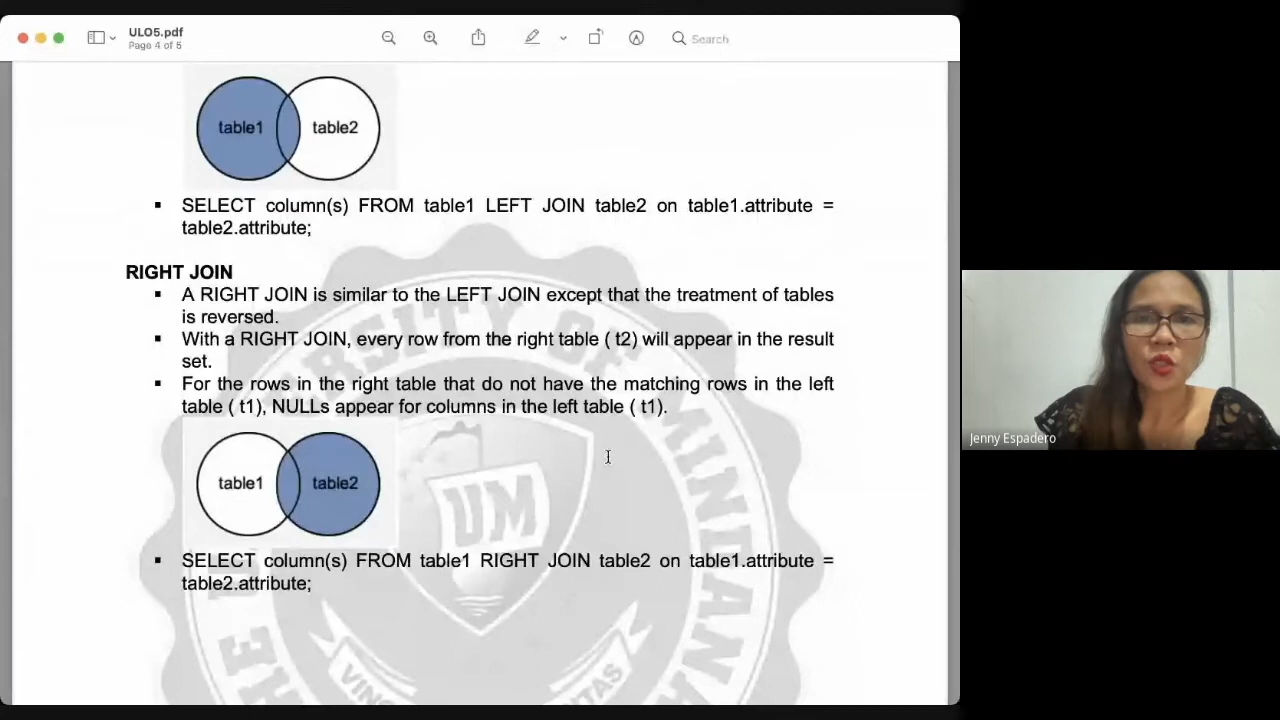 ULO5.pdf
Page 4 of 5
Search
table1
table2
▪ SELECT column(s) FROM table1 LEFT JOIN table2 on table1.attribute =
table2.attribute;
RIGHT JOIN
▪ A RIGHT JOIN is similar to the LEFT JOIN except that the treatment of tables
is reversed.
▪ With a RIGHT JOIN, every row from the right table ( t2) will appear in the result
set.
▪ For the rows in the right table that do not have the matching rows in the left
table ( t1), NULLs appear for columns in the left table ( t1).
table1
table2
▪ SELECT column(s) FROM table1 RIGHT JOIN table2 on table1.attribute =
table2.attribute;
UM
Jenny Espadero